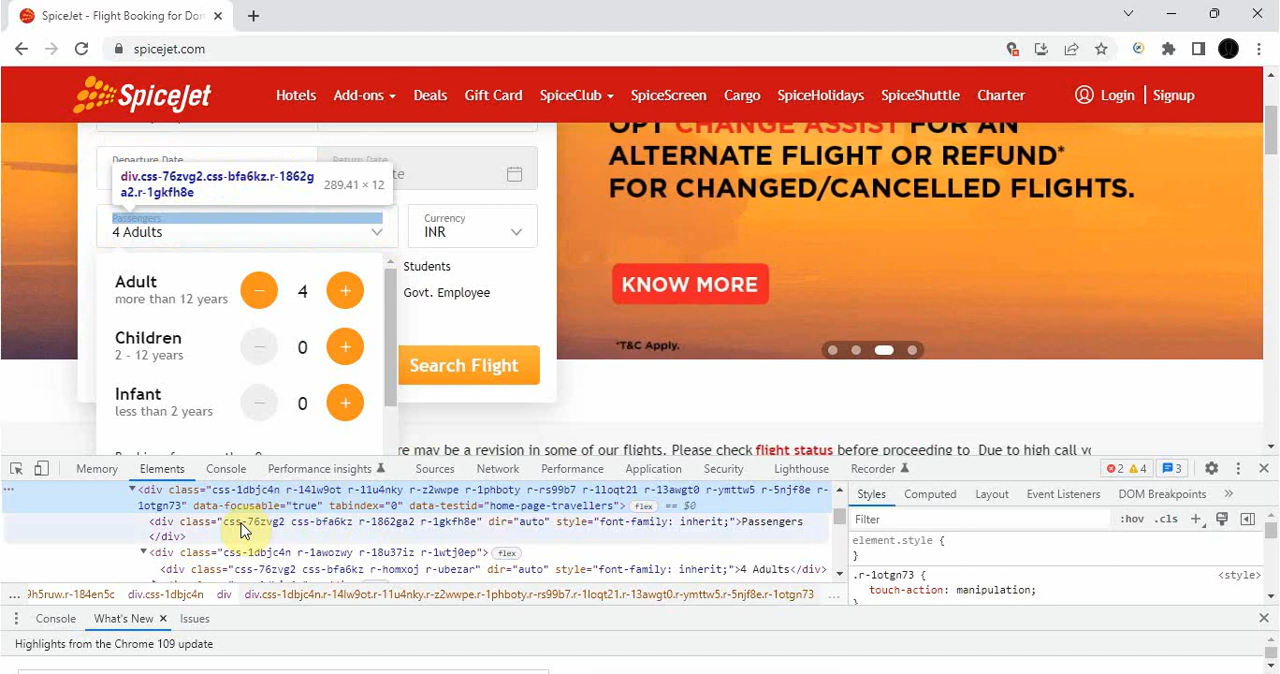 SpiceJet - Flight Booking for Dom
spicejet.com
SpiceJet
Hotels Add-ons Deals Gift Card SpiceClub SpiceScreen Cargo SpiceHolidays SpiceShuttle Charter Login Signup
OPT CHANGE ASSIST FOR AN
ALTERNATE FLIGHT OR REFUND*
FOR CHANGED/CANCELLED FLIGHTS.
KNOW MORE
*T&C Apply.
Departure Date
Return Date
div.css-76zvg2.css-bfa6kz.r-1862g
a2.r-1gkfh8e
289.41 × 12
Passengers
4 Adults
Currency
INR
Adult
more than 12 years
4
Children
2 - 12 years
0
Infant
less than 2 years
0
Students
Govt. Employee
Search Flight
re may be a revision in some of our flights. Please check flight status before proceeding to Due to high call vo
Memory Elements Console Performance insights Sources Network Performance Application Security Lighthouse Recorder 2 4 3
<div class="css-1dbjc4n r-14lw9ot r-11u4nky r-z2wwpe r-1phboty r-rs99b7 r-1loqt21 r-13awgt0 r-ymttw5 r-5njf8e r-
1otgn73" data-focusable="true" tabindex="0" data-testid="home-page-travellers"> flex == $0
<div class="css-76zvg2 css-bfa6kz r-1862ga2 r-1gkfh8e" dir="auto" style="font-family: inherit;">Passengers
</div>
<div class="css-1dbjc4n r-1awozwy r-18u37iz r-1wtj0ep"> flex
<div class="css-76zvg2 css-bfa6kz r-homxoj r-ubezar" dir="auto" style="font-family: inherit;">4 Adults</div>
... 9h5ruw.r-184en5c div.css-1dbjc4n div div.css-1dbjc4n.r-14lw9ot.r-11u4nky.r-z2wwpe.r-1phboty.r-rs99b7.r-1loqt21.r-13awgt0.r-ymttw5.r-5njf8e.r-1otgn73 ...
Styles Computed Layout Event Listeners DOM Breakpoints
Filter :hov .cls
element.style {
}
.r-1otgn73 { <style>
touch-action: manipulation;
}
Console What's New Issues
Highlights from the Chrome 109 update